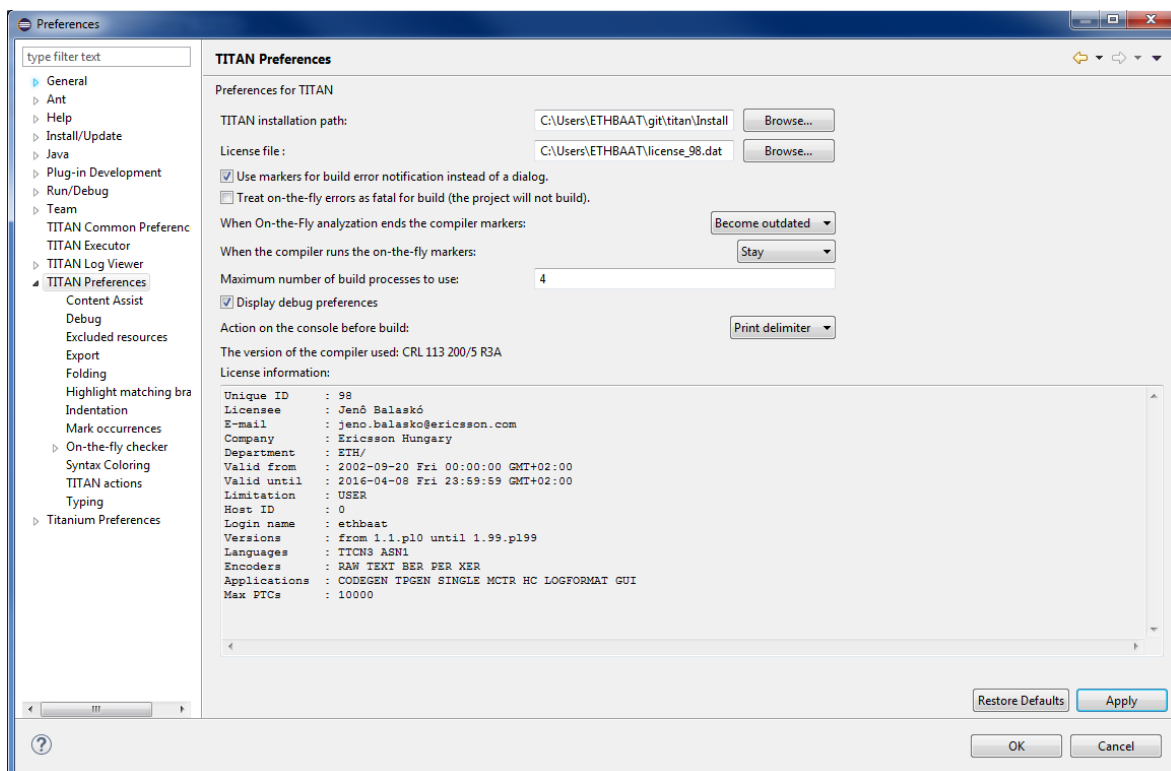 Preferences
type filter text
General
Ant
Help
Install/Update
Java
Plug-in Development
Run/Debug
Team
TITAN Common Preferenc
TITAN Executor
TITAN Log Viewer
TITAN Preferences
Content Assist
Debug
Excluded resources
Export
Folding
Highlight matching bra
Indentation
Mark occurrences
On-the-fly checker
Syntax Coloring
TITAN actions
Typing
Titanium Preferences
TITAN Preferences
Preferences for TITAN
TITAN installation path: C:\Users\ETHBAAT\git\titan\Install Browse...
License file : C:\Users\ETHBAAT\license_98.dat Browse...
Use markers for build error notification instead of a dialog.
Treat on-the-fly errors as fatal for build (the project will not build).
When On-the-Fly analyzation ends the compiler markers: Become outdated
When the compiler runs the on-the-fly markers: Stay
Maximum number of build processes to use: 4
Display debug preferences
Action on the console before build: Print delimiter
The version of the compiler used: CRL 113 200/5 R3A
License information:
Unique ID : 98
Licensee : Jenõ Balaskó
E-mail : jeno.balasko@ericsson.com
Company : Ericsson Hungary
Department : ETH/
Valid from : 2002-09-20 Fri 00:00:00 GMT+02:00
Valid until : 2016-04-08 Fri 23:59:59 GMT+02:00
Limitation : USER
Host ID : 0
Login name : ethbaat
Versions : from 1.1.pl0 until 1.99.pl99
Languages : TTCN3 ASN1
Encoders : RAW TEXT BER PER XER
Applications : CODEGEN TPGEN SINGLE MCTR HC LOGFORMAT GUI
Max PTCs : 10000
Restore Defaults Apply
OK Cancel